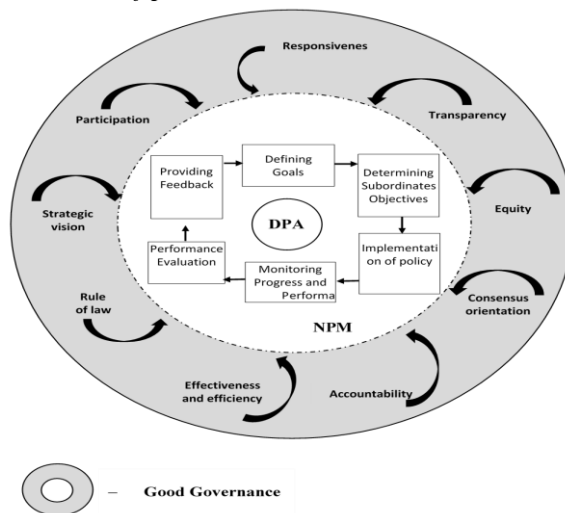 Responsivenes
Participation
Transparency
Strategic
vision
Equity
Rule
of law
Consensus
orientation
Effectiveness
and efficiency
Accountability
Providing
Feedback
Defining
Goals
Determining
Subordinates
Objectives
DPA
Performance
Evaluation
Monitoring
Progress and
Performa
Implementati
on of policy
NPM
– Good Governance